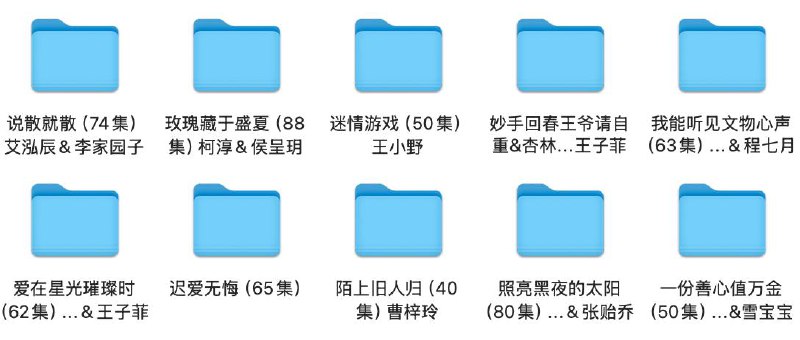 说散就散（74集）
艾泓辰＆李家园子
玫瑰藏于盛夏（88
集）柯淳＆侯呈玥
迷情游戏（50集）
王小野
妙手回春王爷请自
重&杏林...王子菲
我能听见文物心声
（63集）...＆程七月
爱在星光璀璨时
（62集）...＆王子菲
迟爱无悔（65集）
陌上旧人归（40
集）曹梓玲
照亮黑夜的太阳
（80集）...＆张贻乔
一份善心值万金
（50集）...&雪宝宝